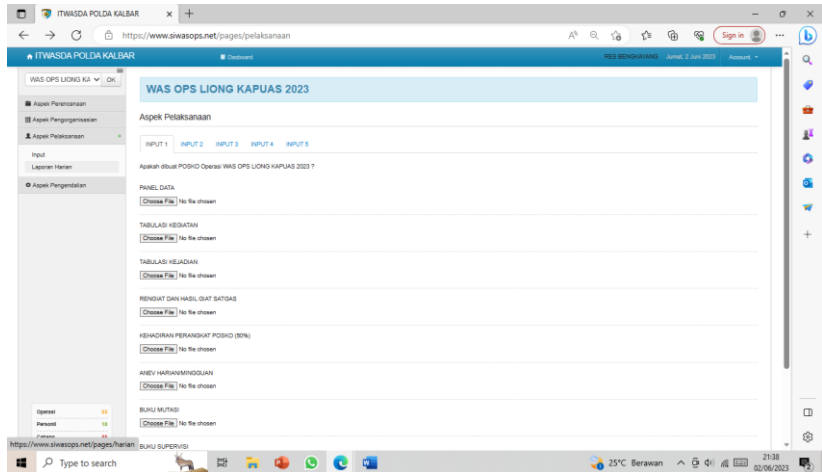 ITWASDA POLDA KALBAR
https://www.siwasops.net/pages/pelaksanaan
Sign in
ITWASDA POLDA KALBAR
Dasboard
RES BENGKAYANG
Jumat, 2 Juni 2023
Account
WAS OPS LIONG KA
OK
Aspek Perencanaan
Aspek Pengorganisasian
Aspek Pelaksanaan
Input
Laporan Harian
Aspek Pengendalian
WAS OPS LIONG KAPUAS 2023
Aspek Pelaksanaan
INPUT 1 INPUT 2 INPUT 3 INPUT 4 INPUT 5
Apakah dibuat POSKO Operasi WAS OPS LIONG KAPUAS 2023 ?
PANEL DATA
Choose File No file chosen
TABULASI KEGIATAN
Choose File No file chosen
TABULASI KEJADIAN
Choose File No file chosen
RENGIAT DAN HASIL GIAT SATGAS
Choose File No file chosen
KEHADIRAN PERANGKAT POSKO (50%)
Choose File No file chosen
ANEV HARIAN/MINGGUAN
Choose File No file chosen
BUKU MUTASI
Choose File No file chosen
BUKU SUPERVISI
Operasi
Personil
https://www.siwasops.net/pages/harian
Type to search
25°C Berawan
21:38
02/06/2023